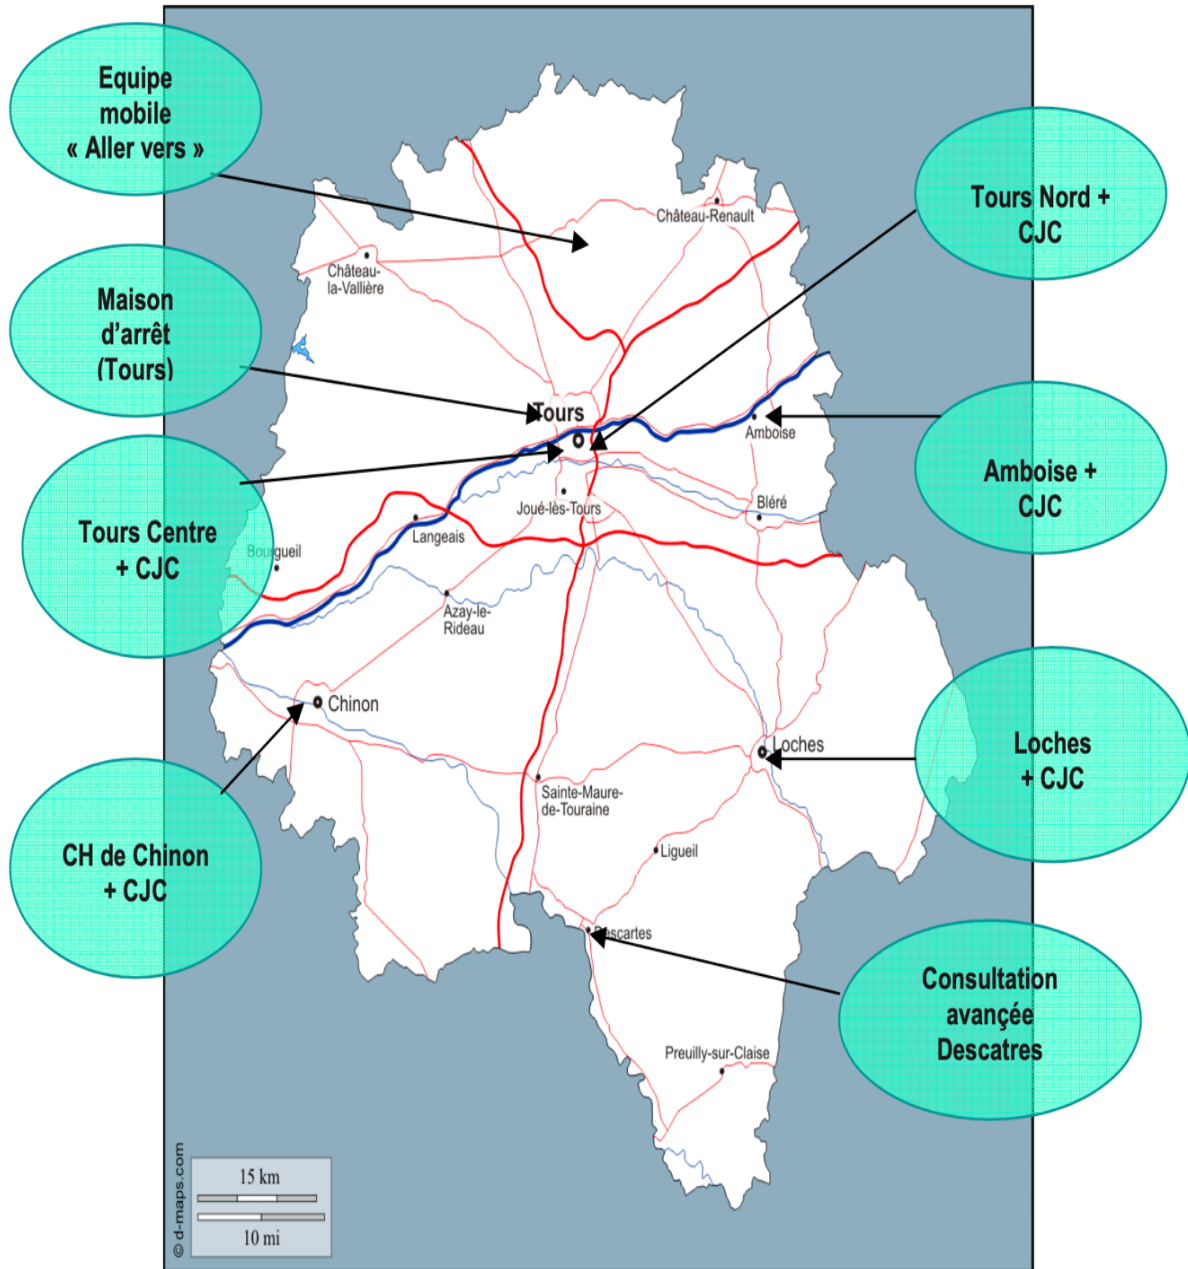 Equipe
mobile
« Aller vers »
Tours Nord +
CJC
Château-Renault
Château-
la-Vallière
Maison
d'arrêt
(Tours)
Tours
Amboise
Amboise +
CJC
Tours Centre
+ CJC
Joué-lès-Tours
Bléré
Langeais
Bourgueil
Azay-le-
Rideau
Chinon
Loches
Loches
+ CJC
Sainte-Maure-
de-Touraine
CH de Chinon
+ CJC
Ligueil
Descartes
Consultation
avançée
Descatres
Preuilly-sur-Claise
15 km
10 mi
© d-maps.com